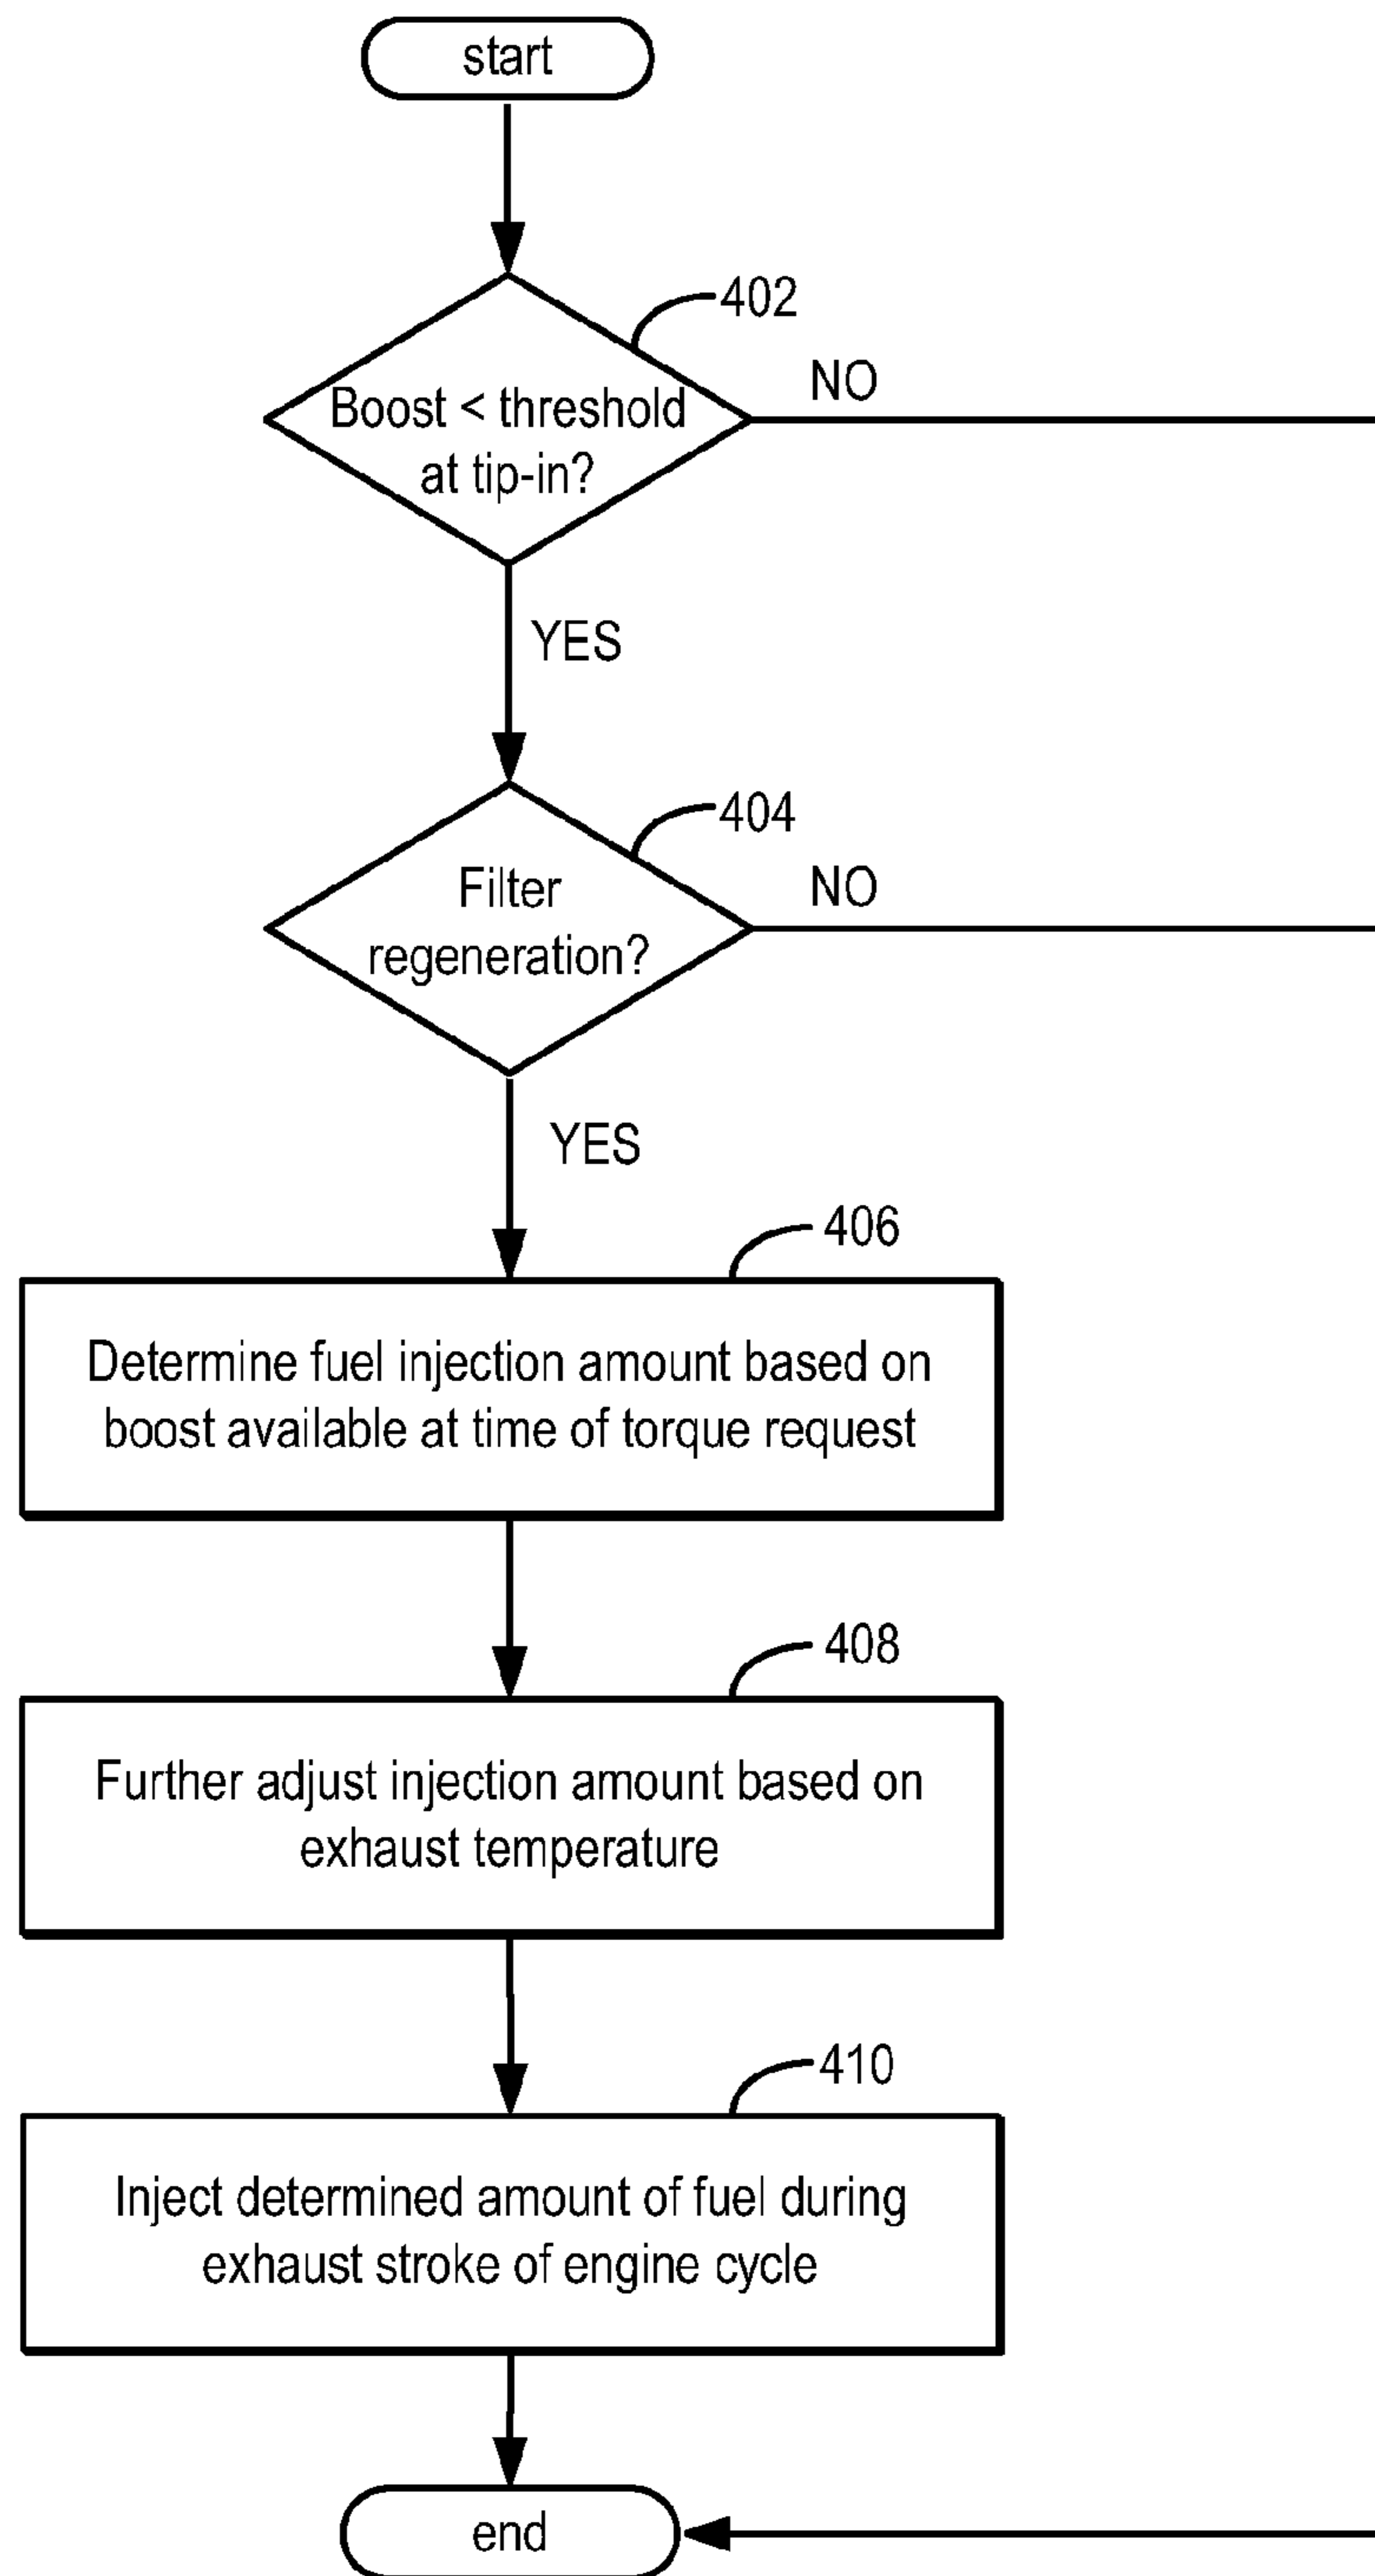 start
402
Boost < threshold
at tip-in?
NO
YES
404
Filter
regeneration?
NO
YES
406
Determine fuel injection amount based on
boost available at time of torque request
408
Further adjust injection amount based on
exhaust temperature
410
Inject determined amount of fuel during
exhaust stroke of engine cycle
end